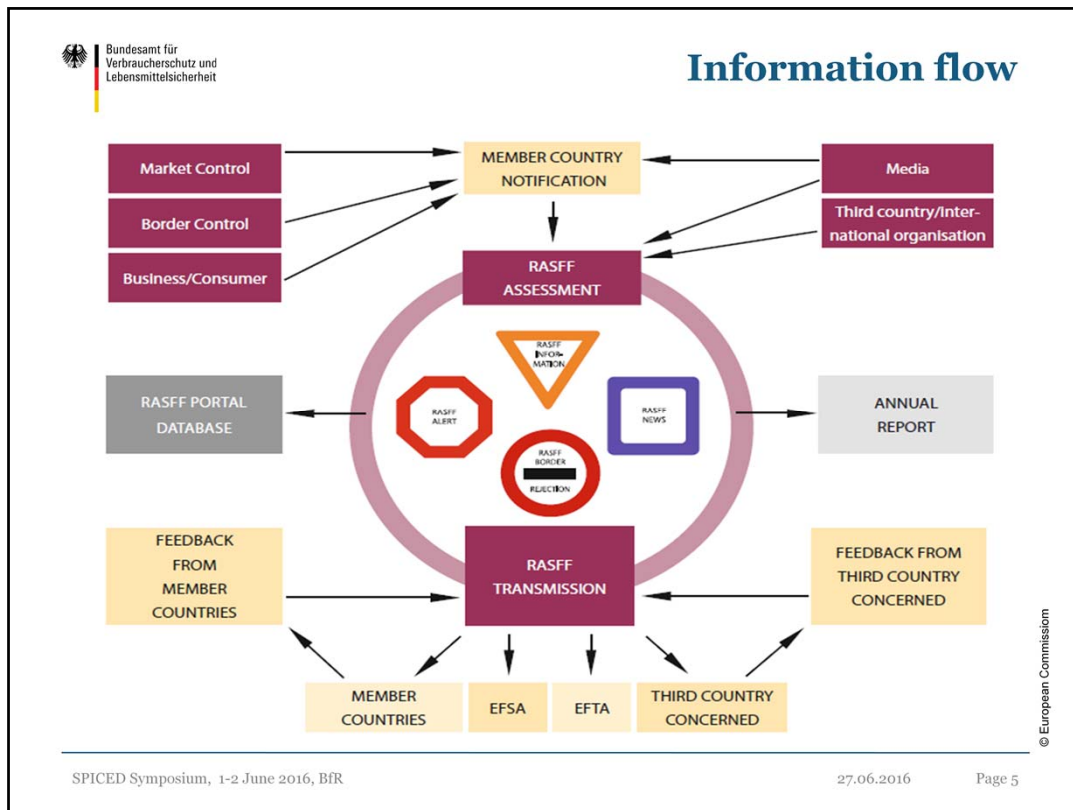 Bundesamt für
Verbraucherschutz und
Lebensmittelsicherheit
Information flow
Market Control
Border Control
Business/Consumer
MEMBER COUNTRY
NOTIFICATION
Media
Third country/inter-
national organisation
RASFF
ASSESSMENT
RASFF
INFOR-
MATION
RASFF
ALERT
RASFF
NEWS
RASFF
BORDER
REJECTION
RASFF PORTAL
DATABASE
ANNUAL
REPORT
FEEDBACK
FROM
MEMBER
COUNTRIES
RASFF
TRANSMISSION
FEEDBACK FROM
THIRD COUNTRY
CONCERNED
MEMBER
COUNTRIES
EFSA
EFTA
THIRD COUNTRY
CONCERNED
© European Commissiom
SPICED Symposium, 1-2 June 2016, BfR
27.06.2016
Page 5